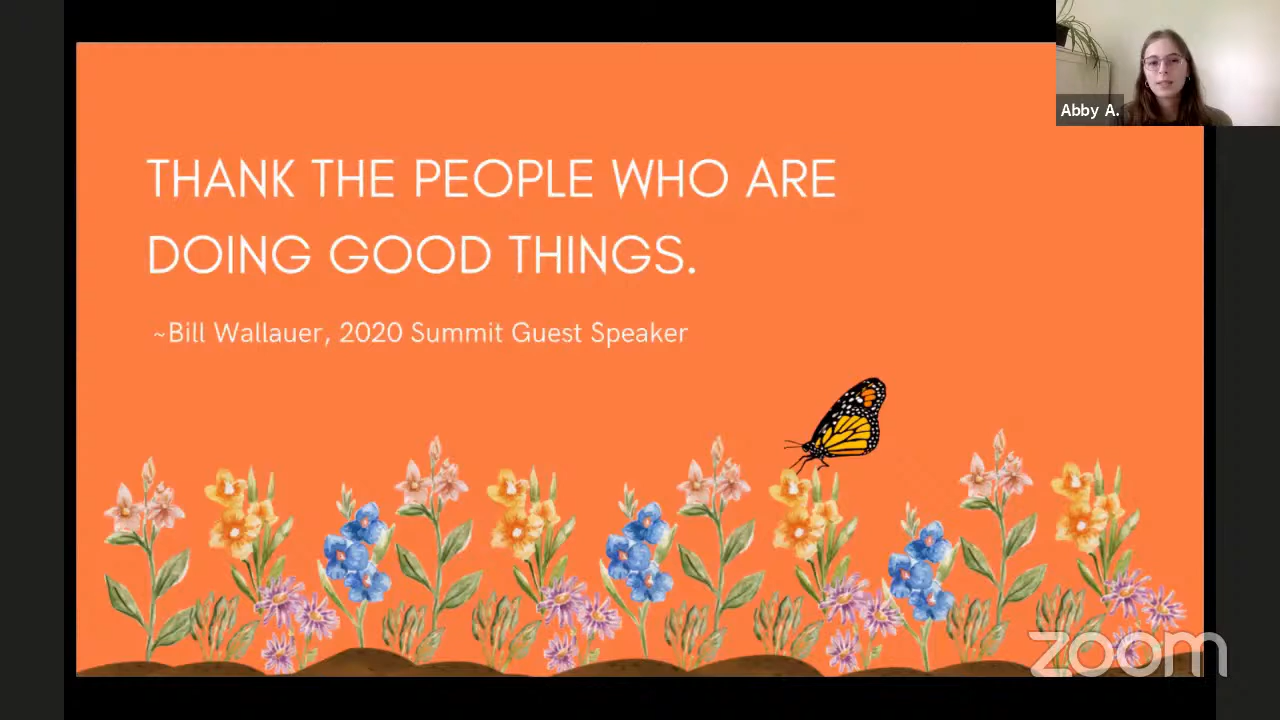 Abby A.
THANK THE PEOPLE WHO ARE
DOING GOOD THINGS.
~Bill Wallauer, 2020 Summit Guest Speaker
zoom